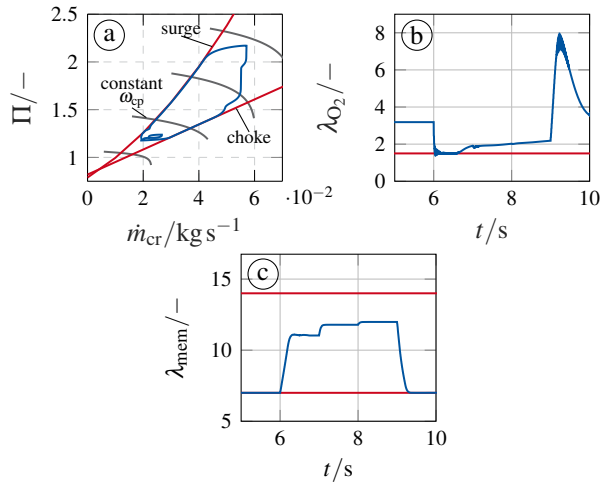 a
surge
constant
ω_cp
choke
2.5
2
1.5
1
0
2
4
6
·10⁻²
Π/−
ṁ_cr/kg s⁻¹
b
8
6
4
2
0
6
8
10
λ_O₂/−
t/s
c
15
10
5
6
8
10
λ_mem/−
t/s